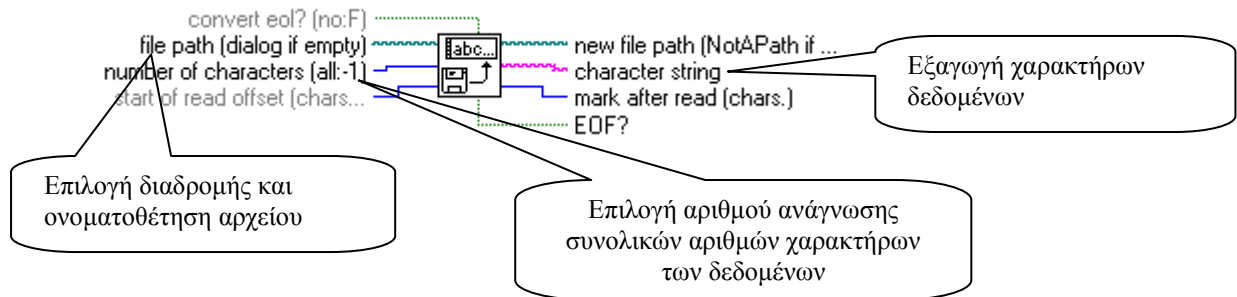 convert eol? (no:F)
file path (dialog if empty)
number of characters (all:-1)
start of read offset (chars...
abc...
new file path (NotAPath if ...
character string
mark after read (chars.)
EOF?
Εξαγωγή χαρακτήρων
δεδομένων
Επιλογή διαδρομής και
ονοματοθέτηση αρχείου
Επιλογή αριθμού ανάγνωσης
συνολικών αριθμών χαρακτήρων
των δεδομένων